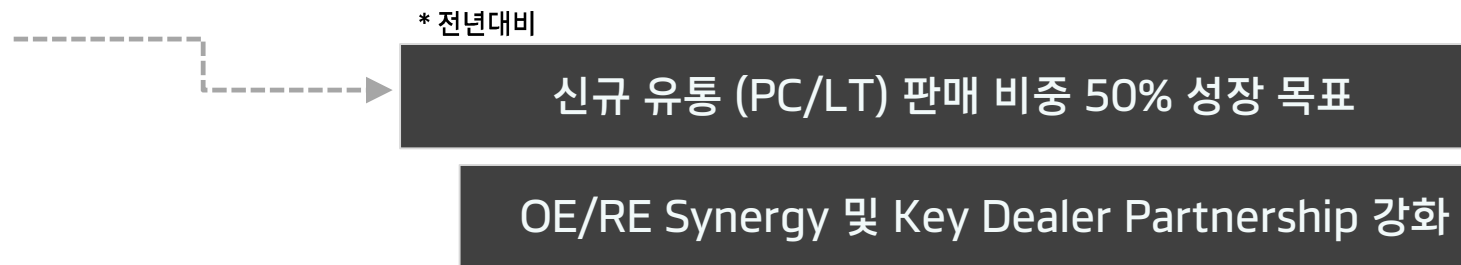 * 전년대비
신규 유통 (PC/LT) 판매 비중 50% 성장 목표
OE/RE Synergy 및 Key Dealer Partnership 강화